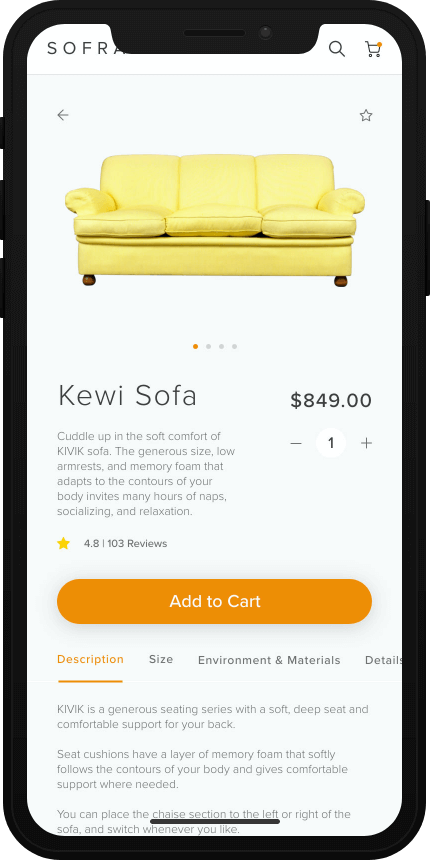 SOFRA
Kewi Sofa
$849.00
Cuddle up in the soft comfort of
KIVIK sofa. The generous size, low
armrests, and memory foam that
adapts to the contours of your
body invites many hours of naps,
socializing, and relaxation.
1
4.8 | 103 Reviews
Add to Cart
Description Size Environment & Materials Details
KIVIK is a generous seating series with a soft, deep seat and
comfortable support for your back.
Seat cushions have a layer of memory foam that softly
follows the contours of your body and gives comfortable
support where needed.
You can place the chaise section to the left or right of the
sofa, and switch whenever you like.